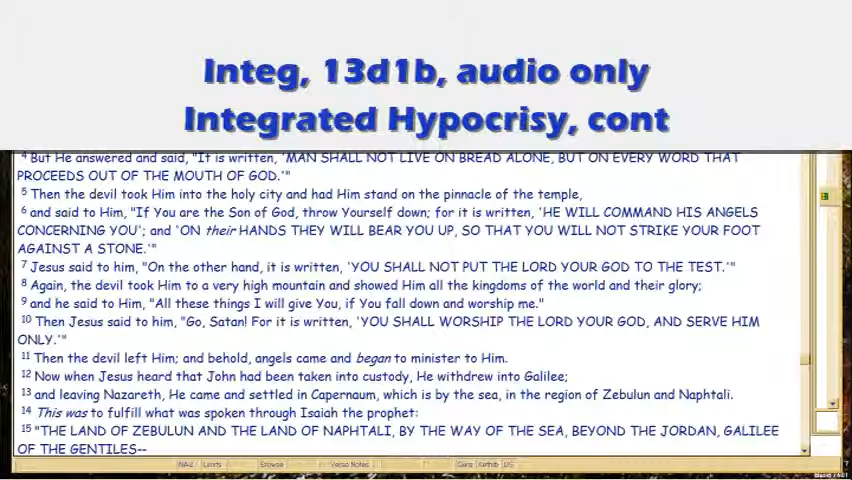 Integ, 13d1b, audio only
Integrated Hypocrisy, cont
4 But He answered and said, "It is written, 'MAN SHALL NOT LIVE ON BREAD ALONE, BUT ON EVERY WORD THAT
PROCEEDS OUT OF THE MOUTH OF GOD.'"
5 Then the devil took Him into the holy city and had Him stand on the pinnacle of the temple,
6 and said to Him, "If You are the Son of God, throw Yourself down; for it is written, 'HE WILL COMMAND HIS ANGELS
CONCERNING YOU'; and 'ON their HANDS THEY WILL BEAR YOU UP, SO THAT YOU WILL NOT STRIKE YOUR FOOT
AGAINST A STONE.'"
7 Jesus said to him, "On the other hand, it is written, 'YOU SHALL NOT PUT THE LORD YOUR GOD TO THE TEST.'"
8 Again, the devil took Him to a very high mountain and showed Him all the kingdoms of the world and their glory;
9 and he said to Him, "All these things I will give You, if You fall down and worship me."
10 Then Jesus said to him, "Go, Satan! For it is written, 'YOU SHALL WORSHIP THE LORD YOUR GOD, AND SERVE HIM
ONLY.'"
11 Then the devil left Him; and behold, angels came and began to minister to Him.
12 Now when Jesus heard that John had been taken into custody, He withdrew into Galilee;
13 and leaving Nazareth, He came and settled in Capernaum, which is by the sea, in the region of Zebulun and Naphtali.
14 This was to fulfill what was spoken through Isaiah the prophet:
15 "THE LAND OF ZEBULUN AND THE LAND OF NAPHTALI, BY THE WAY OF THE SEA, BEYOND THE JORDAN, GALILEE
OF THE GENTILES--
Browse Verse Notes